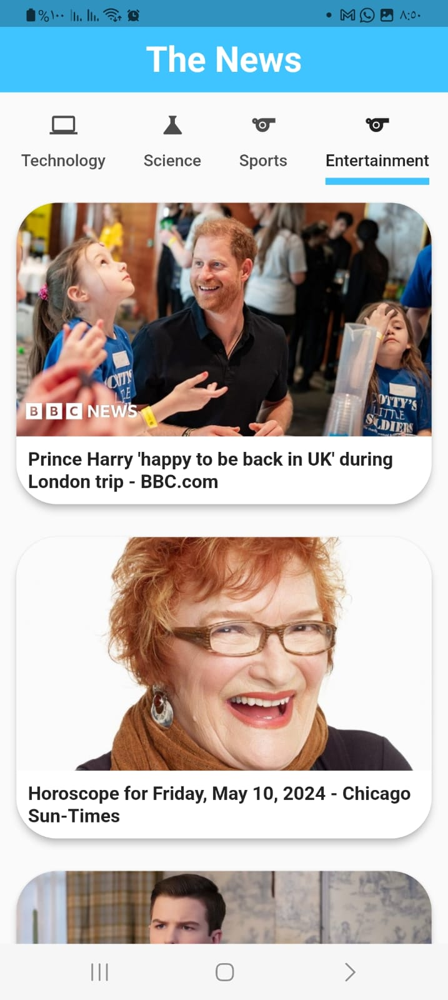 %١٠٠ ٨:٥٠
The News
Technology Science Sports Entertainment
COTTY'S
LITTLE
SOLDIERS
BBC NEWS
Prince Harry 'happy to be back in UK' during
London trip - BBC.com
Horoscope for Friday, May 10, 2024 - Chicago
Sun-Times